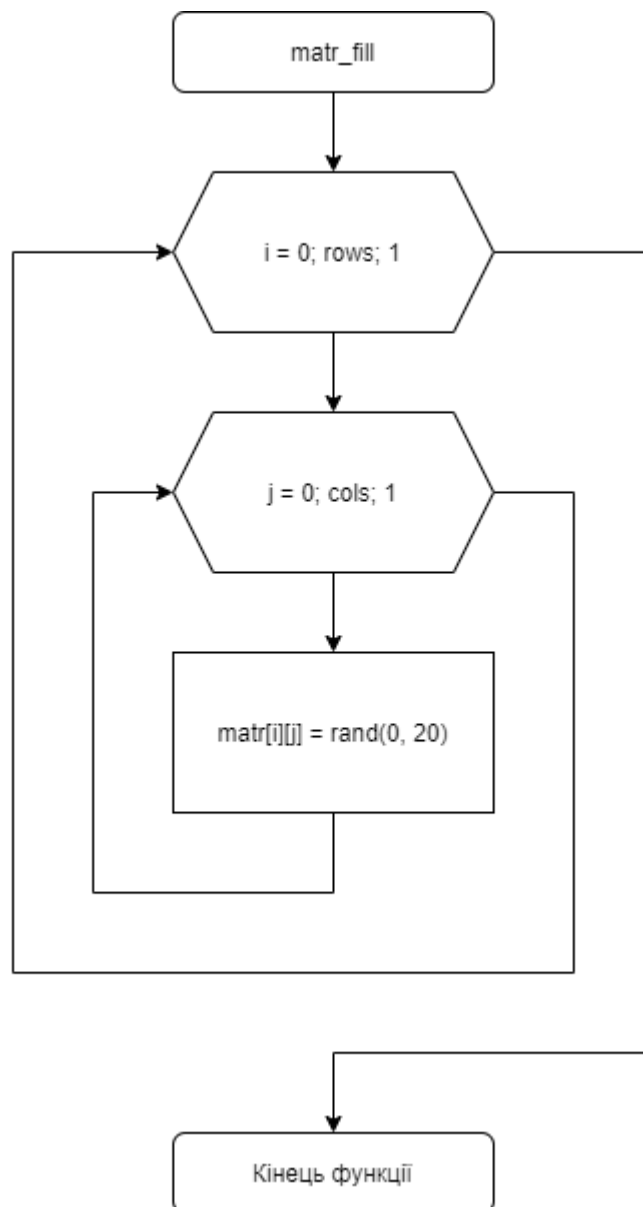 matr_fill
i = 0; rows; 1
j = 0; cols; 1
matr[i][j] = rand(0, 20)
Кінець функції